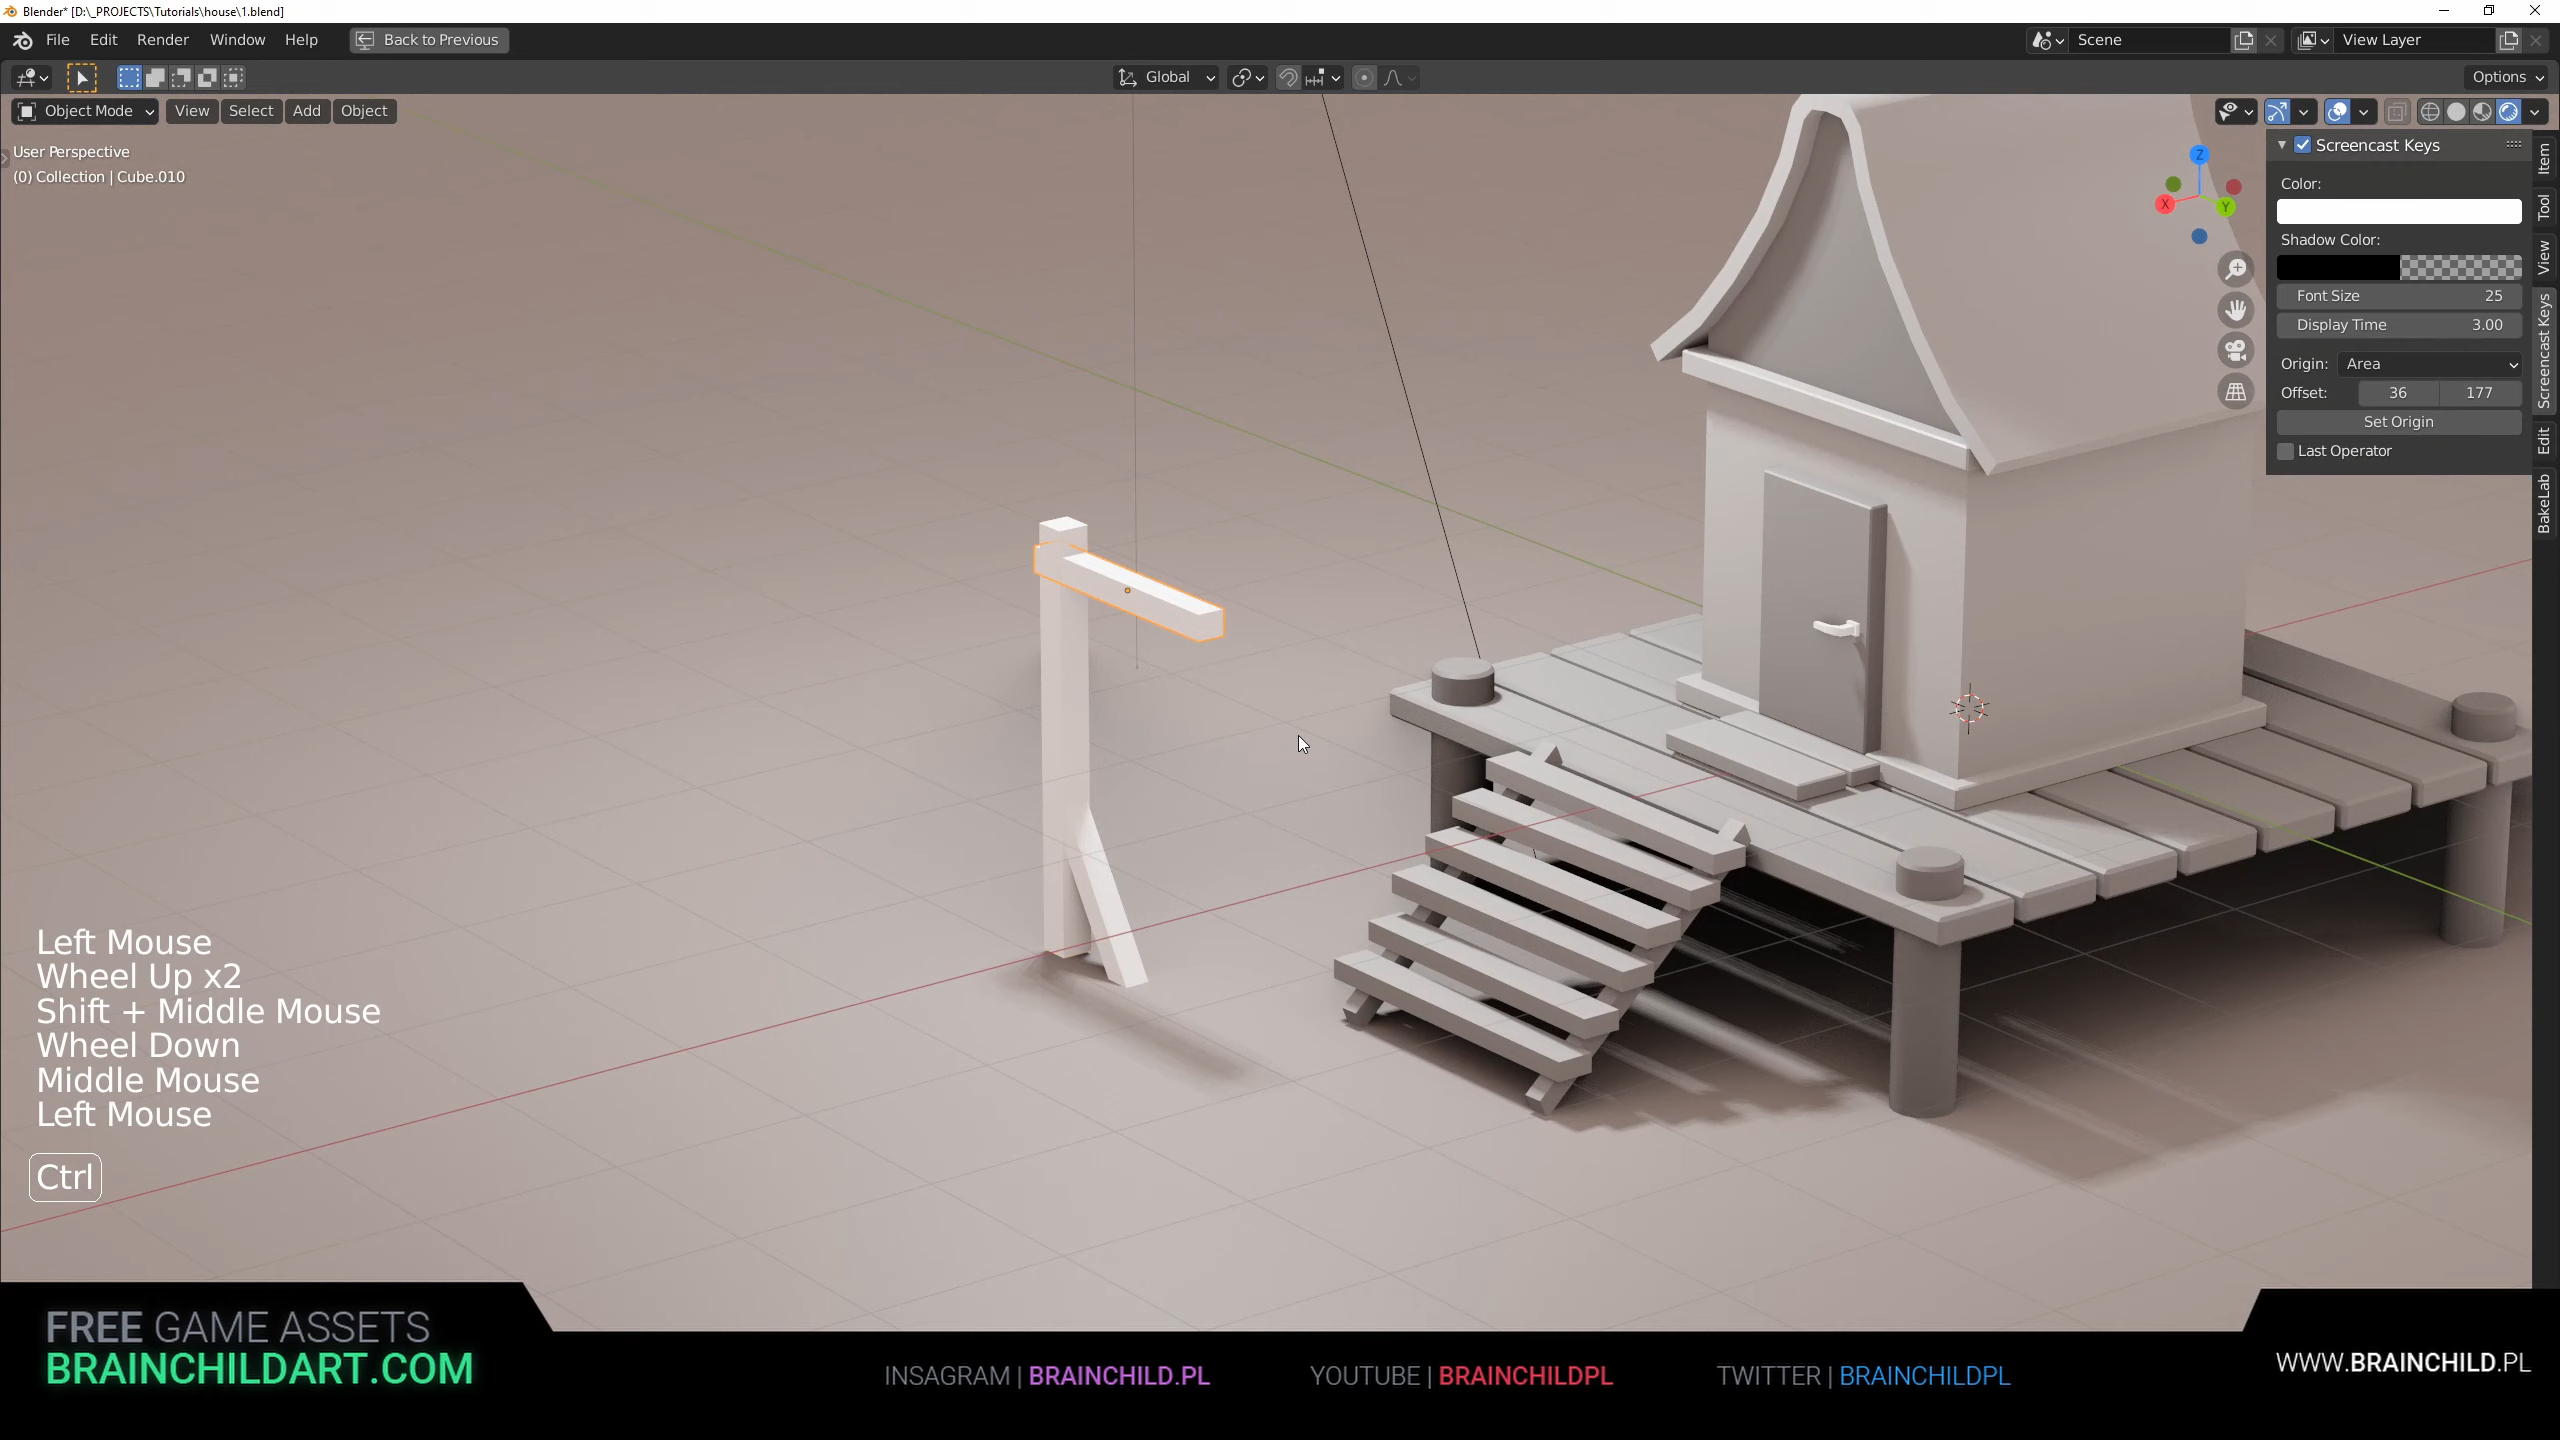 Blender* [D:\_PROJECTS\Tutorials\house\1.blend]
File Edit Render Window Help Back to Previous
Scene View Layer
Global Options
Object Mode View Select Add Object
User Perspective
(0) Collection | Cube.010
Z
X
Y
Screencast Keys
Color:
Shadow Color:
Font Size 25
Display Time 3.00
Origin: Area
Offset: 36 177
Set Origin
Last Operator
Item
Tool
View
Screencast Keys
Edit
BakeLab
Left Mouse
Wheel Up x2
Shift + Middle Mouse
Wheel Down
Middle Mouse
Left Mouse
Ctrl
FREE GAME ASSETS
BRAINCHILDART.COM
INSAGRAM | BRAINCHILD.PL YOUTUBE | BRAINCHILDPL TWITTER | BRAINCHILDPL
WWW.BRAINCHILD.PL